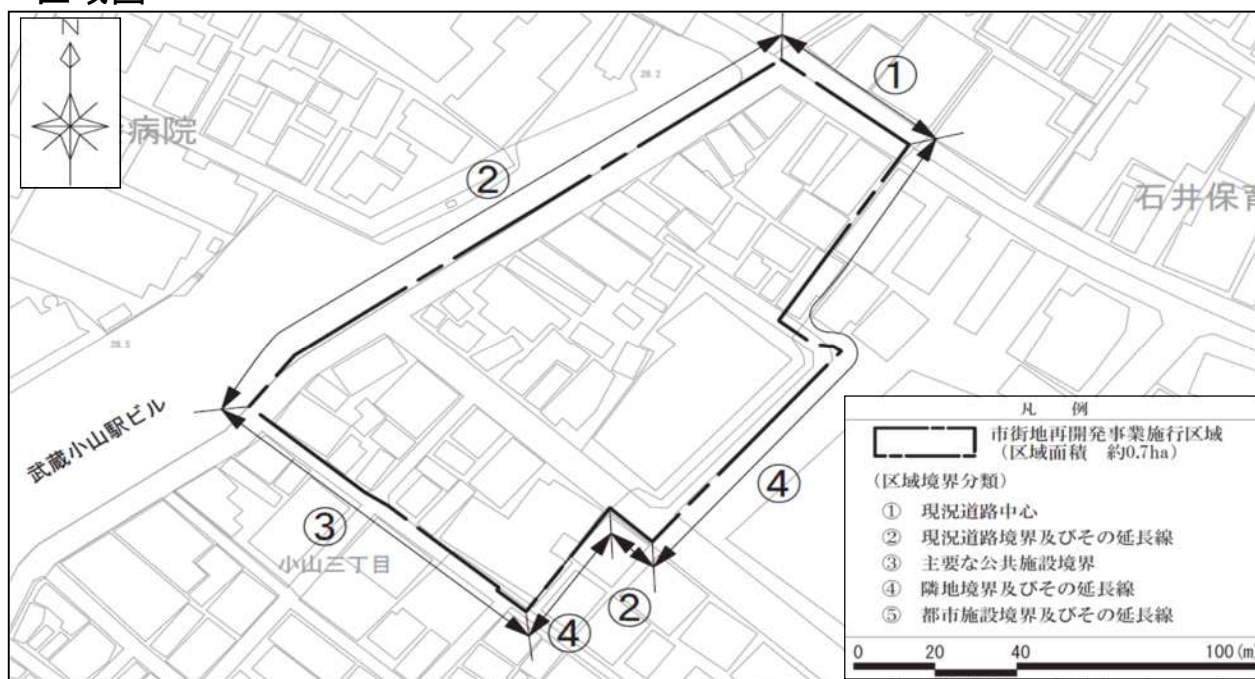 N
病院
28.2
①
②
石井保育
28.5
武蔵小山駅ビル
④
③
小山三丁目
②
④
凡 例
市街地再開発事業施行区域
(区域面積 約0.7ha)
(区域境界分類)
① 現況道路中心
② 現況道路境界及びその延長線
③ 主要な公共施設境界
④ 隣地境界及びその延長線
⑤ 都市施設境界及びその延長線
0 20 40 100(m)